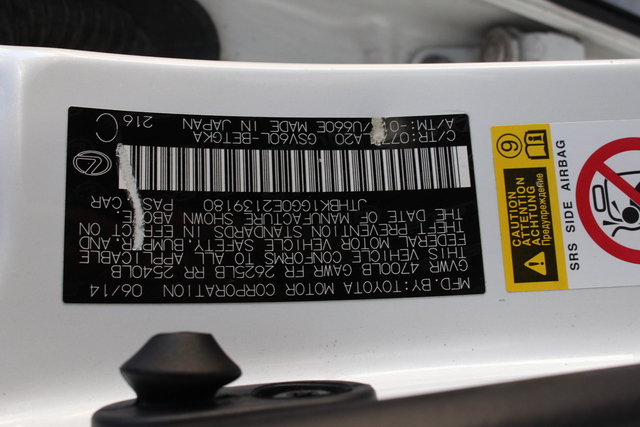 MFD. BY: TOYOTA MOTOR CORPORATION 06/14
GVWR 4700LB GAWR FR 2625LB RR 2540LB
THIS VEHICLE CONFORMS TO ALL APPLICABLE
FEDERAL MOTOR VEHICLE SAFETY, BUMPER, AND
THEFT PREVENTION STANDARDS IN EFFECT ON
THE DATE OF MANUFACTURE SHOWN ABOVE.
JTHBK1GG0E2139180 PASS. CAR
C/TR: A20 GSV60L-BETGKA
A/TM: U660E MADE IN JAPAN
C 216
9
CAUTION
ATTENTION
ACHTUNG
Предупреждение
SRS SIDE AIRBAG